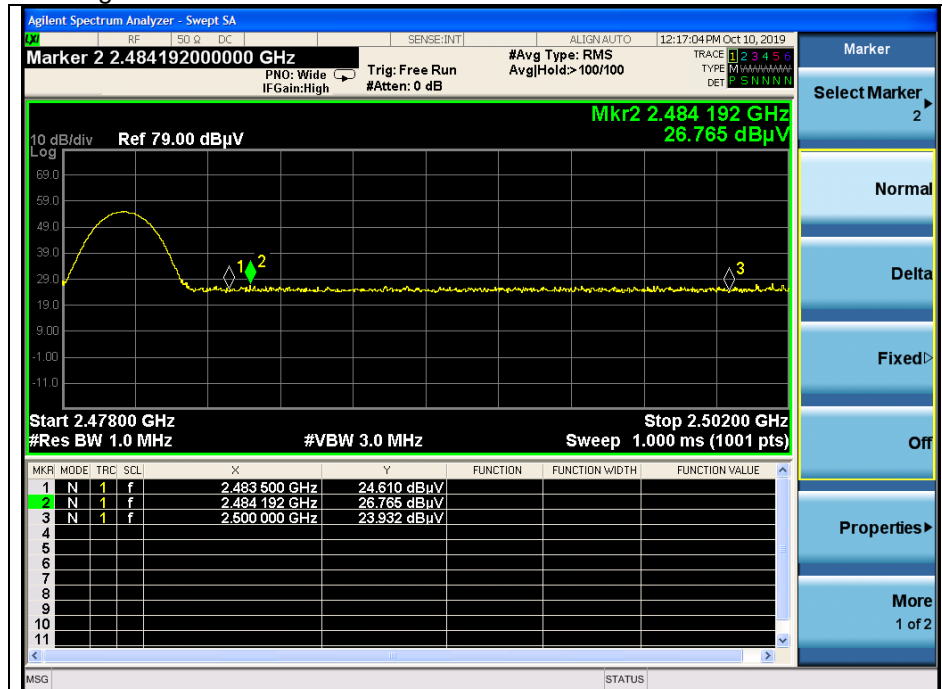 Agilent Spectrum Analyzer - Swept SA
LXI RF 50 Ω DC SENSE:INT ALIGN AUTO 12:17:04 PM Oct 10, 2019
Marker 2 2.484192000000 GHz
PNO: Wide
IFGain:High
Trig: Free Run
#Atten: 0 dB
#Avg Type: RMS
Avg|Hold:>100/100
TRACE 1 2 3 4 5 6
TYPE M
DET P S N N N N
Mkr2 2.484 192 GHz
26.765 dBµV
10 dB/div Ref 79.00 dBµV
Log
69.0
59.0
49.0
39.0
29.0
19.0
9.00
-1.00
-11.0
1 2 3
Start 2.47800 GHz Stop 2.50200 GHz
#Res BW 1.0 MHz #VBW 3.0 MHz Sweep 1.000 ms (1001 pts)
MKR MODE TRC SCL X Y FUNCTION FUNCTION WIDTH FUNCTION VALUE
1 N 1 f 2.483 500 GHz 24.610 dBµV
2 N 1 f 2.484 192 GHz 26.765 dBµV
3 N 1 f 2.500 000 GHz 23.932 dBµV
4
5
6
7
8
9
10
11
MSG STATUS
Marker
Select Marker
2
Normal
Delta
Fixed
Off
Properties
More
1 of 2